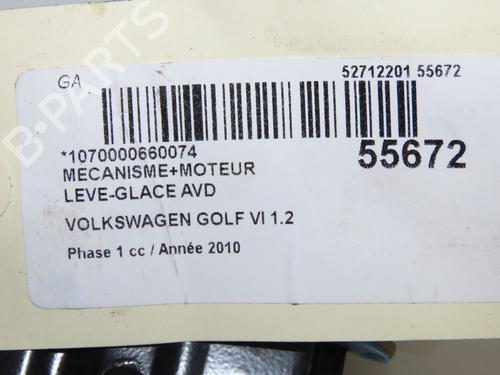 GA
52712201 55672
*1070000660074
55672
MECANISME+MOTEUR
LEVE-GLACE AVD
VOLKSWAGEN GOLF VI 1.2
Phase 1 cc / Année 2010